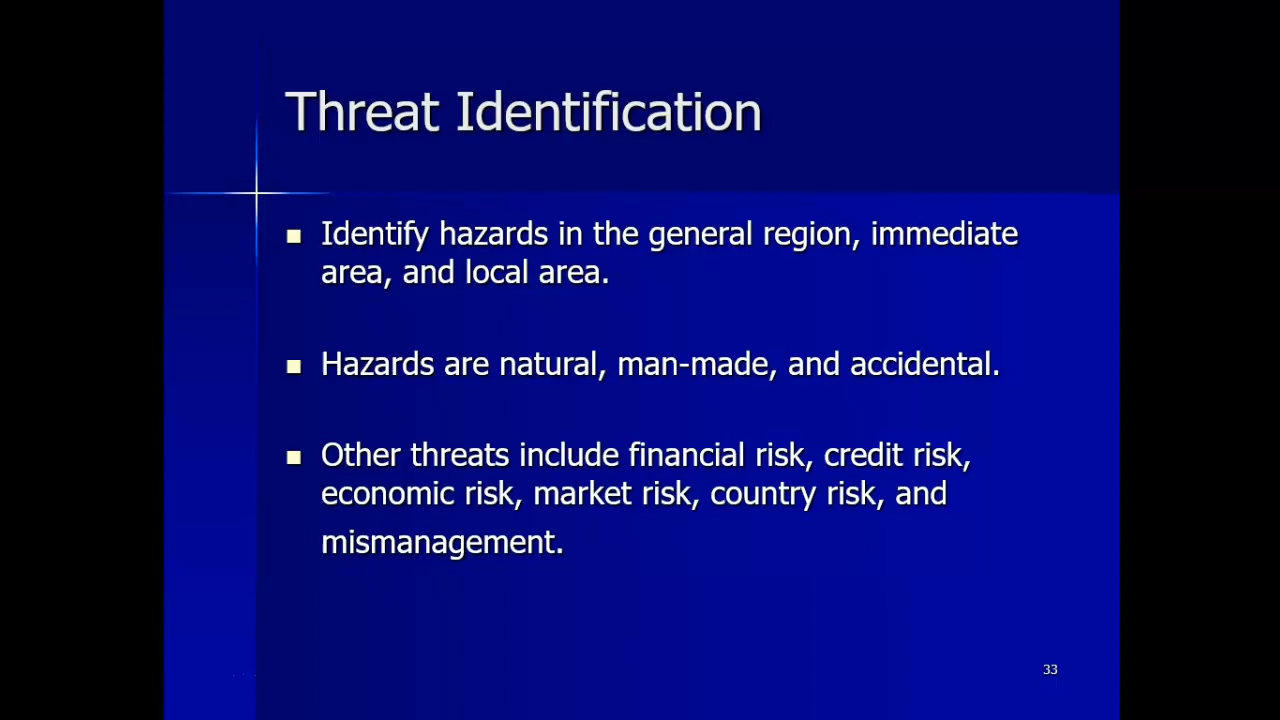 Threat Identification
Identify hazards in the general region, immediate
area, and local area.
Hazards are natural, man-made, and accidental.
Other threats include financial risk, credit risk,
economic risk, market risk, country risk, and
mismanagement.
33